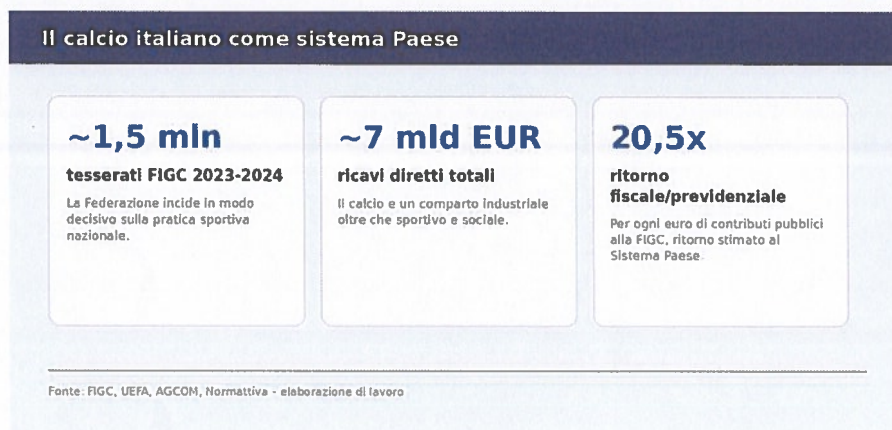 Il calcio italiano come sistema Paese
~1,5 mln
tesserati FIGC 2023-2024
La Federazione incide in modo
decisivo sulla pratica sportiva
nazionale.
~7 mld EUR
ricavi diretti totali
Il calcio e un comparto industriale
oltre che sportivo e sociale.
20,5x
ritorno
fiscale/previdenziale
Per ogni euro di contributi pubblici
alla FIGC, ritorno stimato al
Sistema Paese.
Fonte: FIGC, UEFA, AGCOM, Normattiva - elaborazione di lavoro